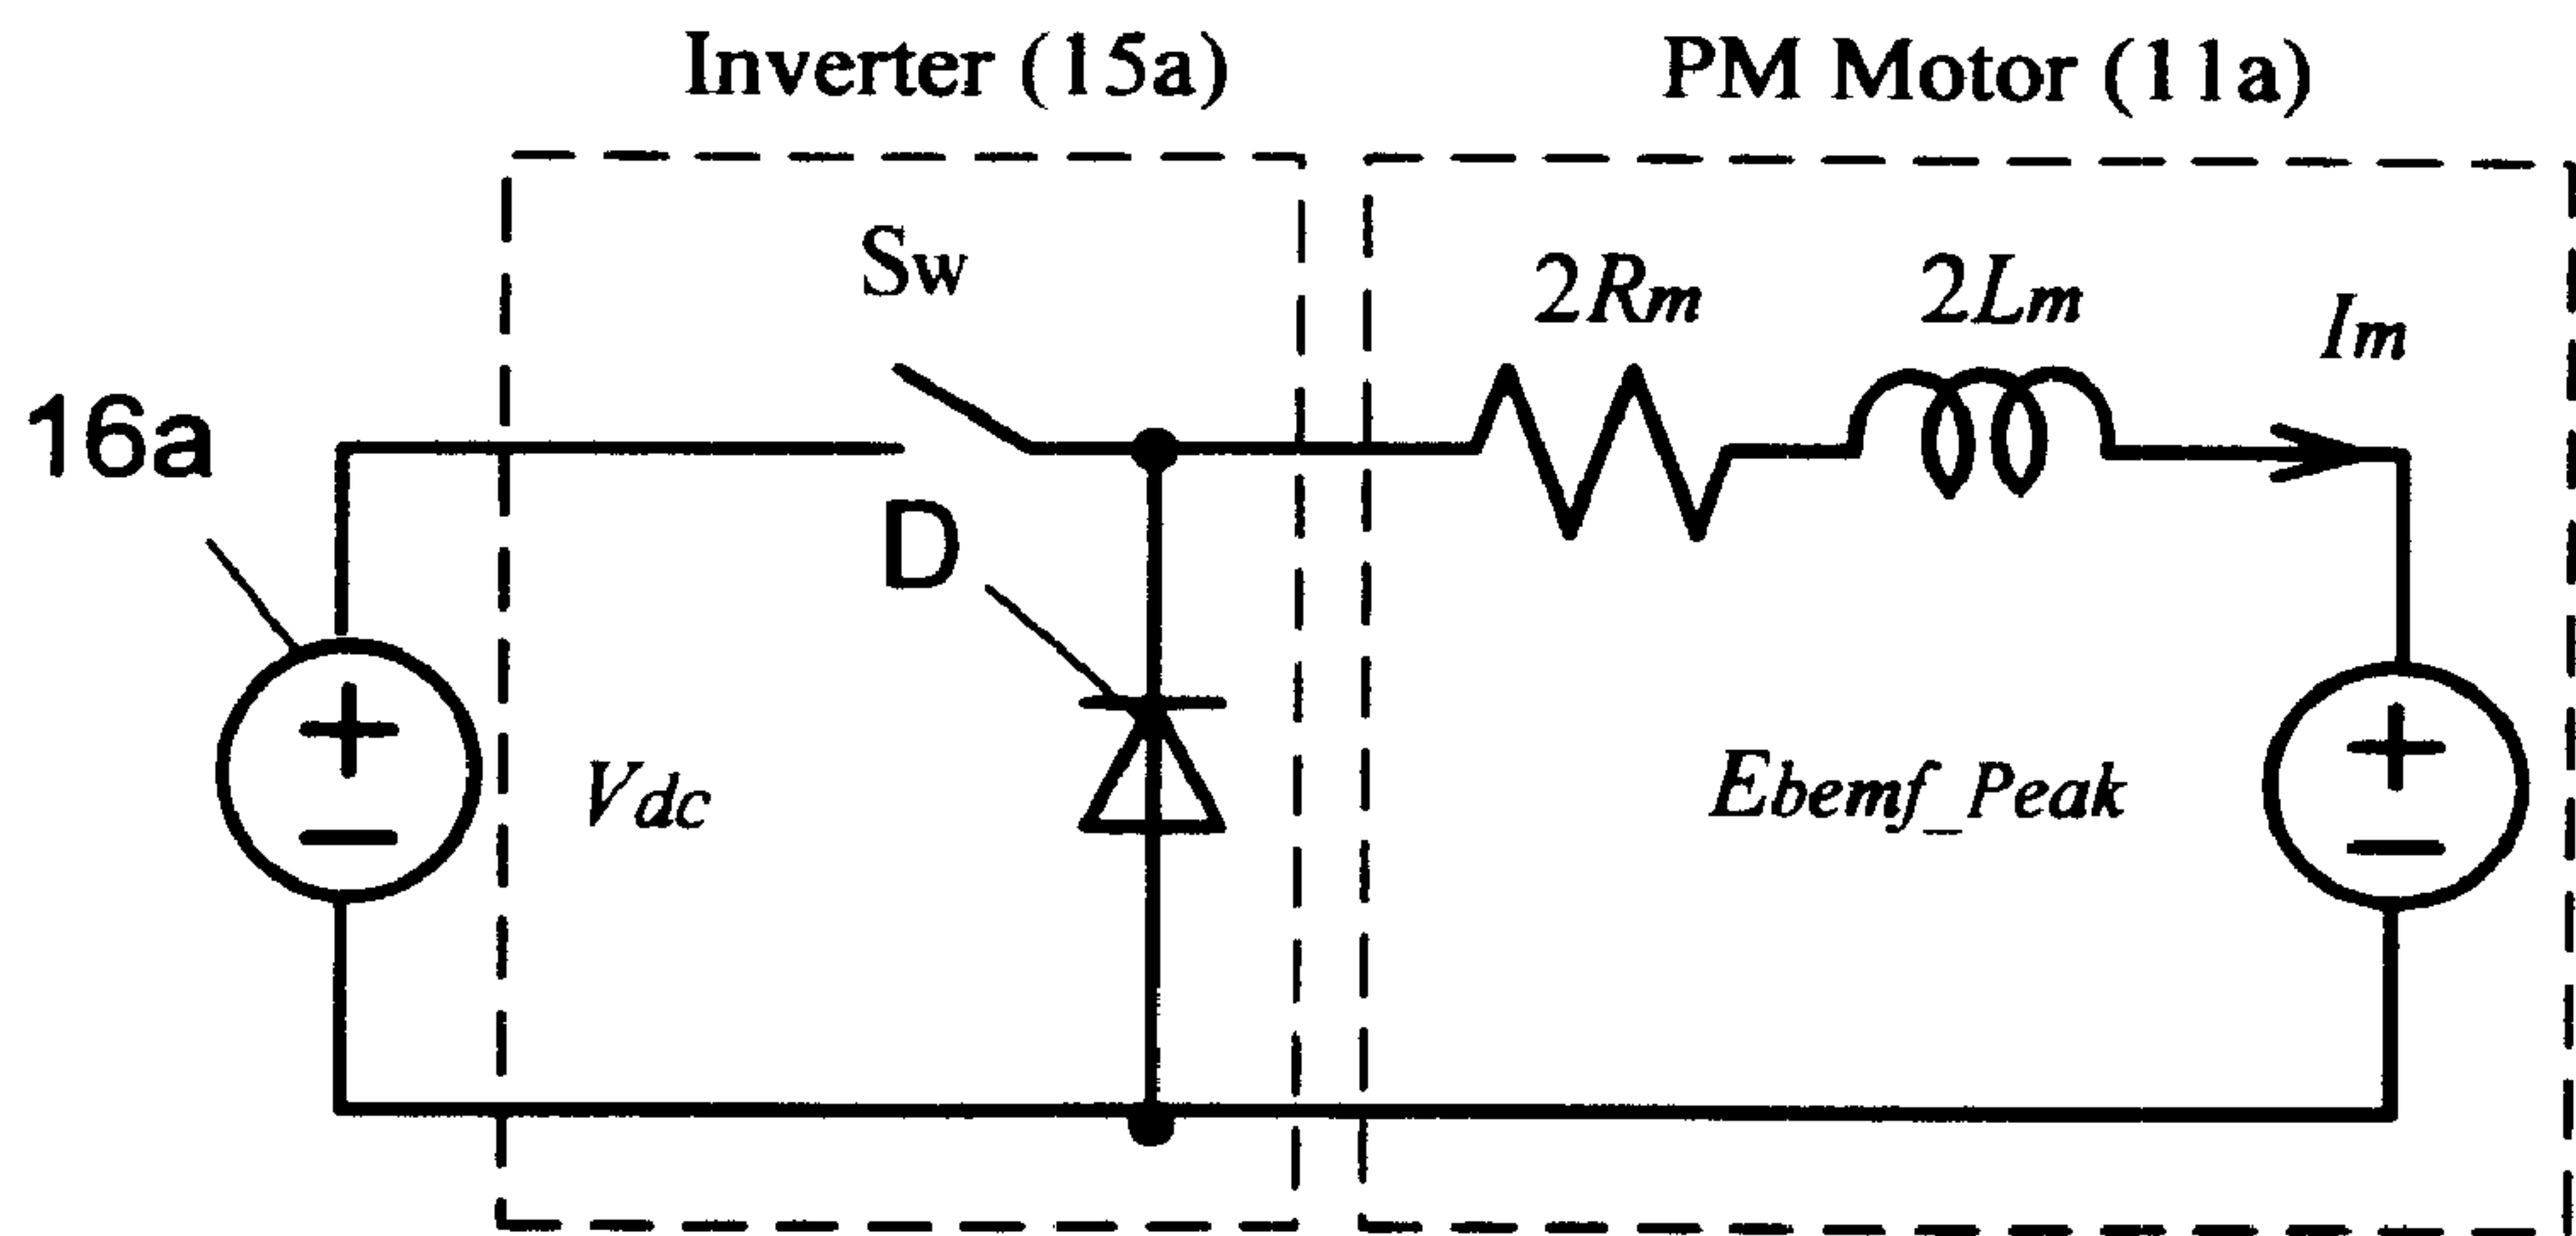 Inverter (15a)
PM Motor (11a)
Sw
2Rm
2Lm
Im
16a
D
Vdc
Ebemf_Peak